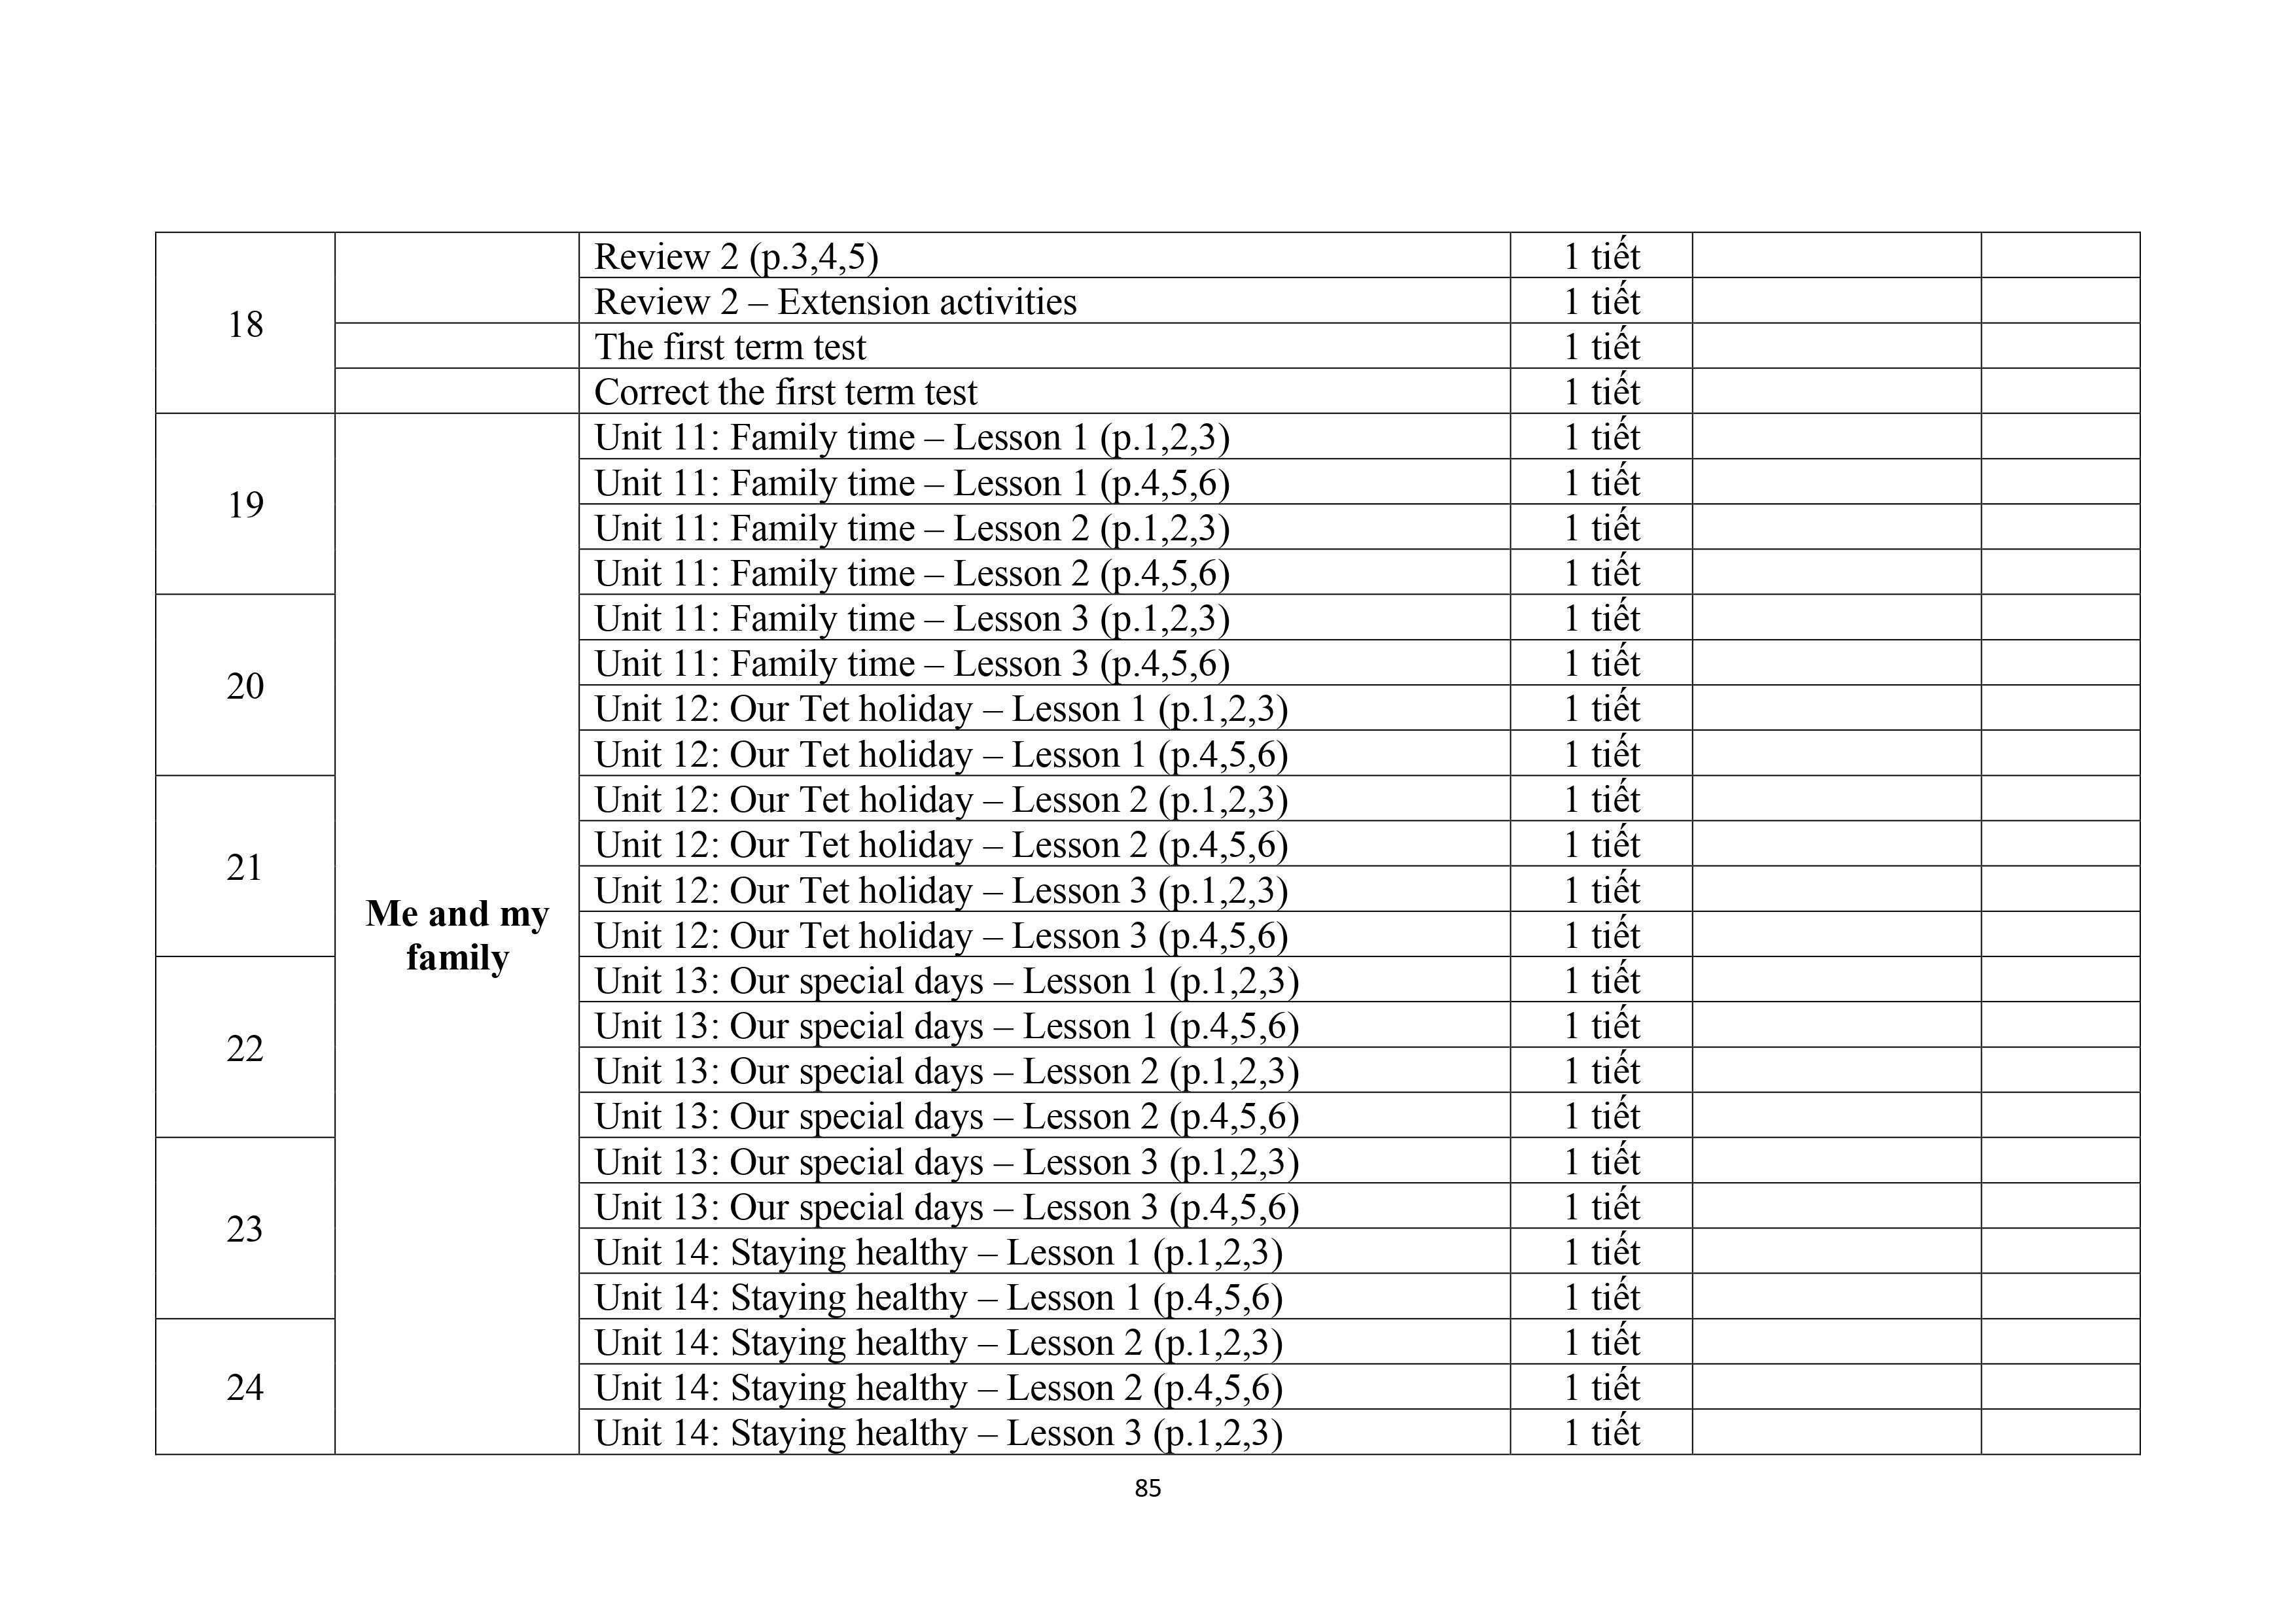 18
Review 2 (p.3,4,5) 1 tiết
Review 2 – Extension activities 1 tiết
The first term test 1 tiết
Correct the first term test 1 tiết
19
Me and my
family
Unit 11: Family time – Lesson 1 (p.1,2,3) 1 tiết
Unit 11: Family time – Lesson 1 (p.4,5,6) 1 tiết
Unit 11: Family time – Lesson 2 (p.1,2,3) 1 tiết
Unit 11: Family time – Lesson 2 (p.4,5,6) 1 tiết
20
Unit 11: Family time – Lesson 3 (p.1,2,3) 1 tiết
Unit 11: Family time – Lesson 3 (p.4,5,6) 1 tiết
Unit 12: Our Tet holiday – Lesson 1 (p.1,2,3) 1 tiết
Unit 12: Our Tet holiday – Lesson 1 (p.4,5,6) 1 tiết
21
Unit 12: Our Tet holiday – Lesson 2 (p.1,2,3) 1 tiết
Unit 12: Our Tet holiday – Lesson 2 (p.4,5,6) 1 tiết
Unit 12: Our Tet holiday – Lesson 3 (p.1,2,3) 1 tiết
Unit 12: Our Tet holiday – Lesson 3 (p.4,5,6) 1 tiết
22
Unit 13: Our special days – Lesson 1 (p.1,2,3) 1 tiết
Unit 13: Our special days – Lesson 1 (p.4,5,6) 1 tiết
Unit 13: Our special days – Lesson 2 (p.1,2,3) 1 tiết
Unit 13: Our special days – Lesson 2 (p.4,5,6) 1 tiết
23
Unit 13: Our special days – Lesson 3 (p.1,2,3) 1 tiết
Unit 13: Our special days – Lesson 3 (p.4,5,6) 1 tiết
Unit 14: Staying healthy – Lesson 1 (p.1,2,3) 1 tiết
Unit 14: Staying healthy – Lesson 1 (p.4,5,6) 1 tiết
24
Unit 14: Staying healthy – Lesson 2 (p.1,2,3) 1 tiết
Unit 14: Staying healthy – Lesson 2 (p.4,5,6) 1 tiết
Unit 14: Staying healthy – Lesson 3 (p.1,2,3) 1 tiết
85